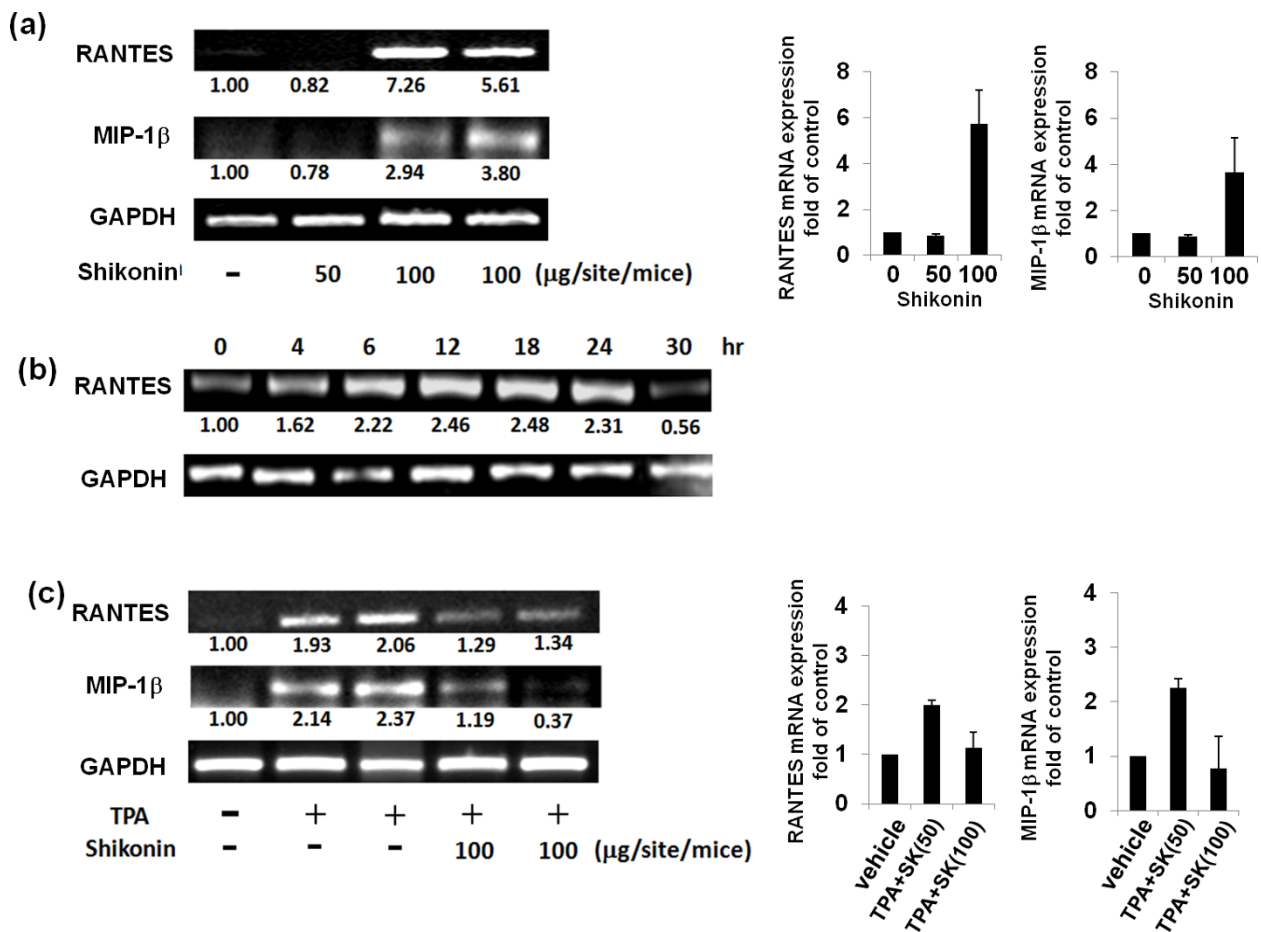 (a)
RANTES
1.00 0.82 7.26 5.61
MIP-1β
1.00 0.78 2.94 3.80
GAPDH
Shikonin - 50 100 100 (μg/site/mice)
RANTES mRNA expression
fold of control
8
6
4
2
0
0 50 100
Shikonin
MIP-1β mRNA expression
fold of control
8
6
4
2
0
0 50 100
Shikonin
(b)
0 4 6 12 18 24 30 hr
RANTES
1.00 1.62 2.22 2.46 2.48 2.31 0.56
GAPDH
(c)
RANTES
1.00 1.93 2.06 1.29 1.34
MIP-1β
1.00 2.14 2.37 1.19 0.37
GAPDH
TPA - + + + +
Shikonin - - - 100 100 (μg/site/mice)
RANTES mRNA expression
fold of control
4
3
2
1
0
vehicle
TPA+SK(50)
TPA+SK(100)
MIP-1β mRNA expression
fold of control
4
3
2
1
0
vehicle
TPA+SK(50)
TPA+SK(100)